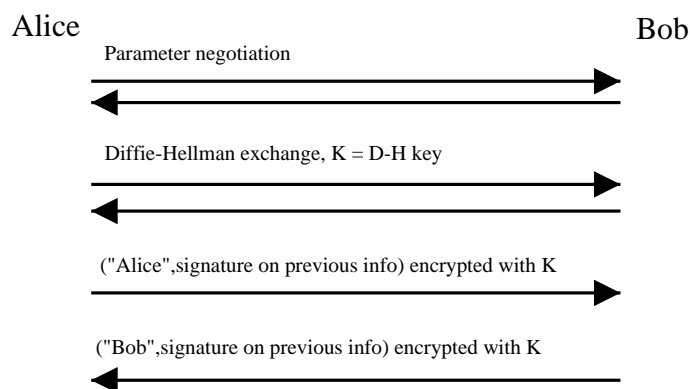 Alice
Bob
Parameter negotiation
Diffie-Hellman exchange, K = D-H key
("Alice",signature on previous info) encrypted with K
("Bob",signature on previous info) encrypted with K